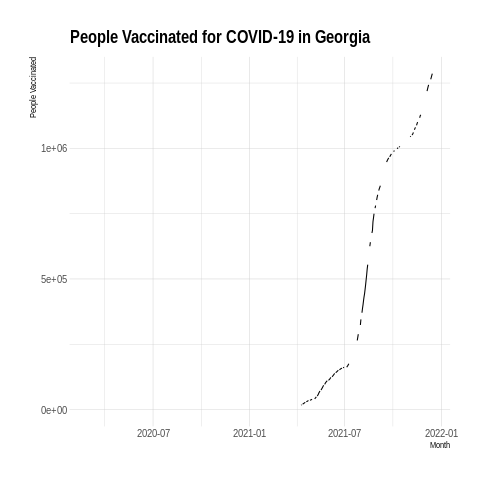 People Vaccinated for COVID-19 in Georgia
People Vaccinated
1e+06
5e+05
0e+00
2020-07
2021-01
2021-07
2022-01
Month